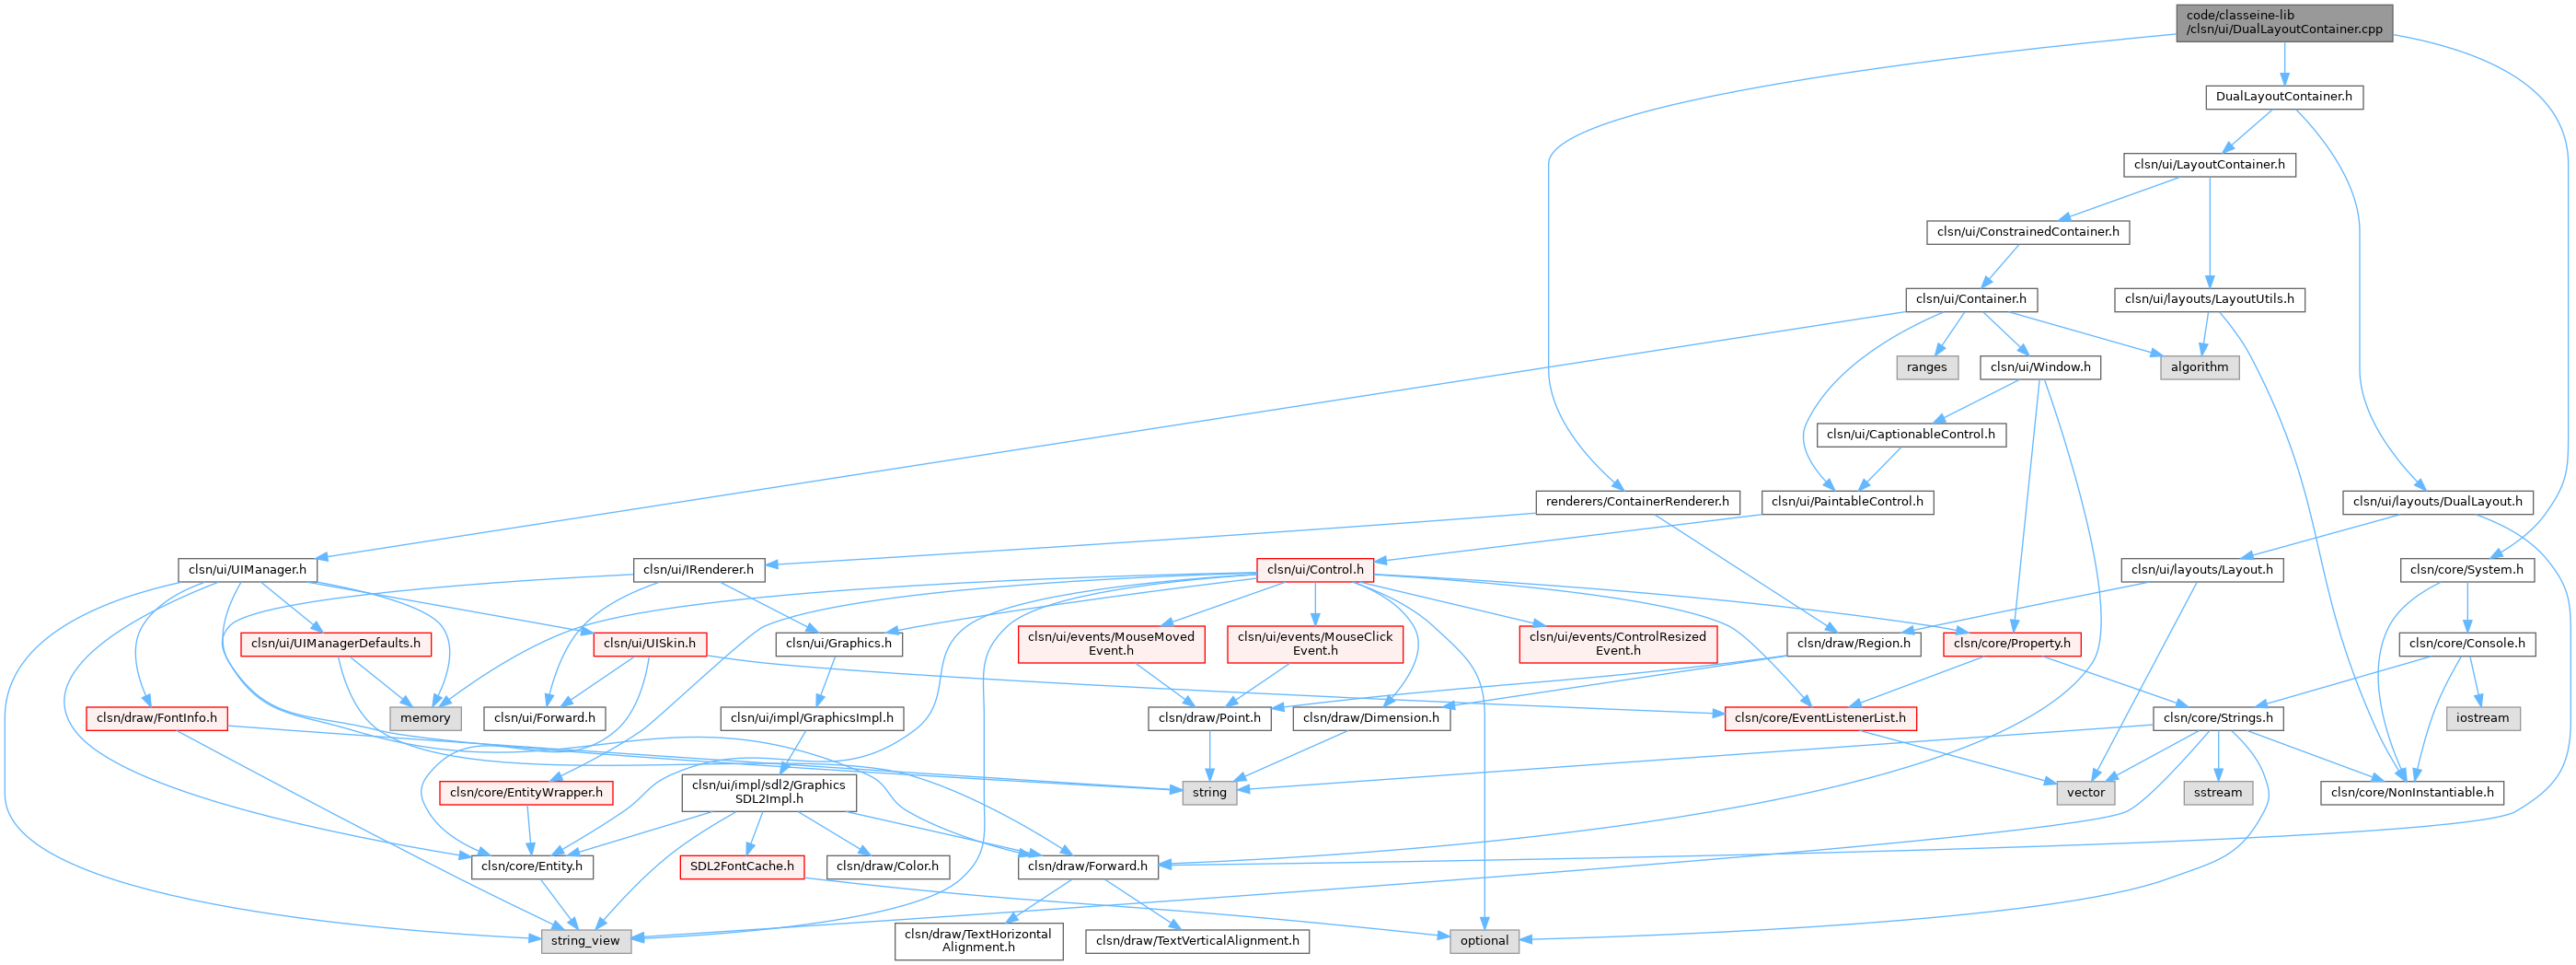 code/classeine-lib
/clsn/ui/DualLayoutContainer.cpp
DualLayoutContainer.h
clsn/ui/LayoutContainer.h
clsn/ui/ConstrainedContainer.h
clsn/ui/Container.h
clsn/ui/layouts/LayoutUtils.h
ranges
clsn/ui/Window.h
algorithm
clsn/ui/CaptionableControl.h
renderers/ContainerRenderer.h
clsn/ui/PaintableControl.h
clsn/ui/layouts/DualLayout.h
clsn/ui/UIManager.h
clsn/ui/IRenderer.h
clsn/ui/Control.h
clsn/ui/layouts/Layout.h
clsn/core/System.h
clsn/ui/UIManagerDefaults.h
clsn/ui/UISkin.h
clsn/ui/Graphics.h
clsn/ui/events/MouseMoved
Event.h
clsn/ui/events/MouseClick
Event.h
clsn/ui/events/ControlResized
Event.h
clsn/draw/Region.h
clsn/core/Property.h
clsn/core/Console.h
clsn/draw/FontInfo.h
memory
clsn/ui/Forward.h
clsn/ui/impl/GraphicsImpl.h
clsn/draw/Point.h
clsn/draw/Dimension.h
clsn/core/EventListenerList.h
clsn/core/Strings.h
iostream
clsn/core/EntityWrapper.h
clsn/ui/impl/sdl2/Graphics
SDL2Impl.h
string
vector
sstream
clsn/core/NonInstantiable.h
clsn/core/Entity.h
SDL2FontCache.h
clsn/draw/Color.h
clsn/draw/Forward.h
string_view
clsn/draw/TextHorizontal
Alignment.h
clsn/draw/TextVerticalAlignment.h
optional